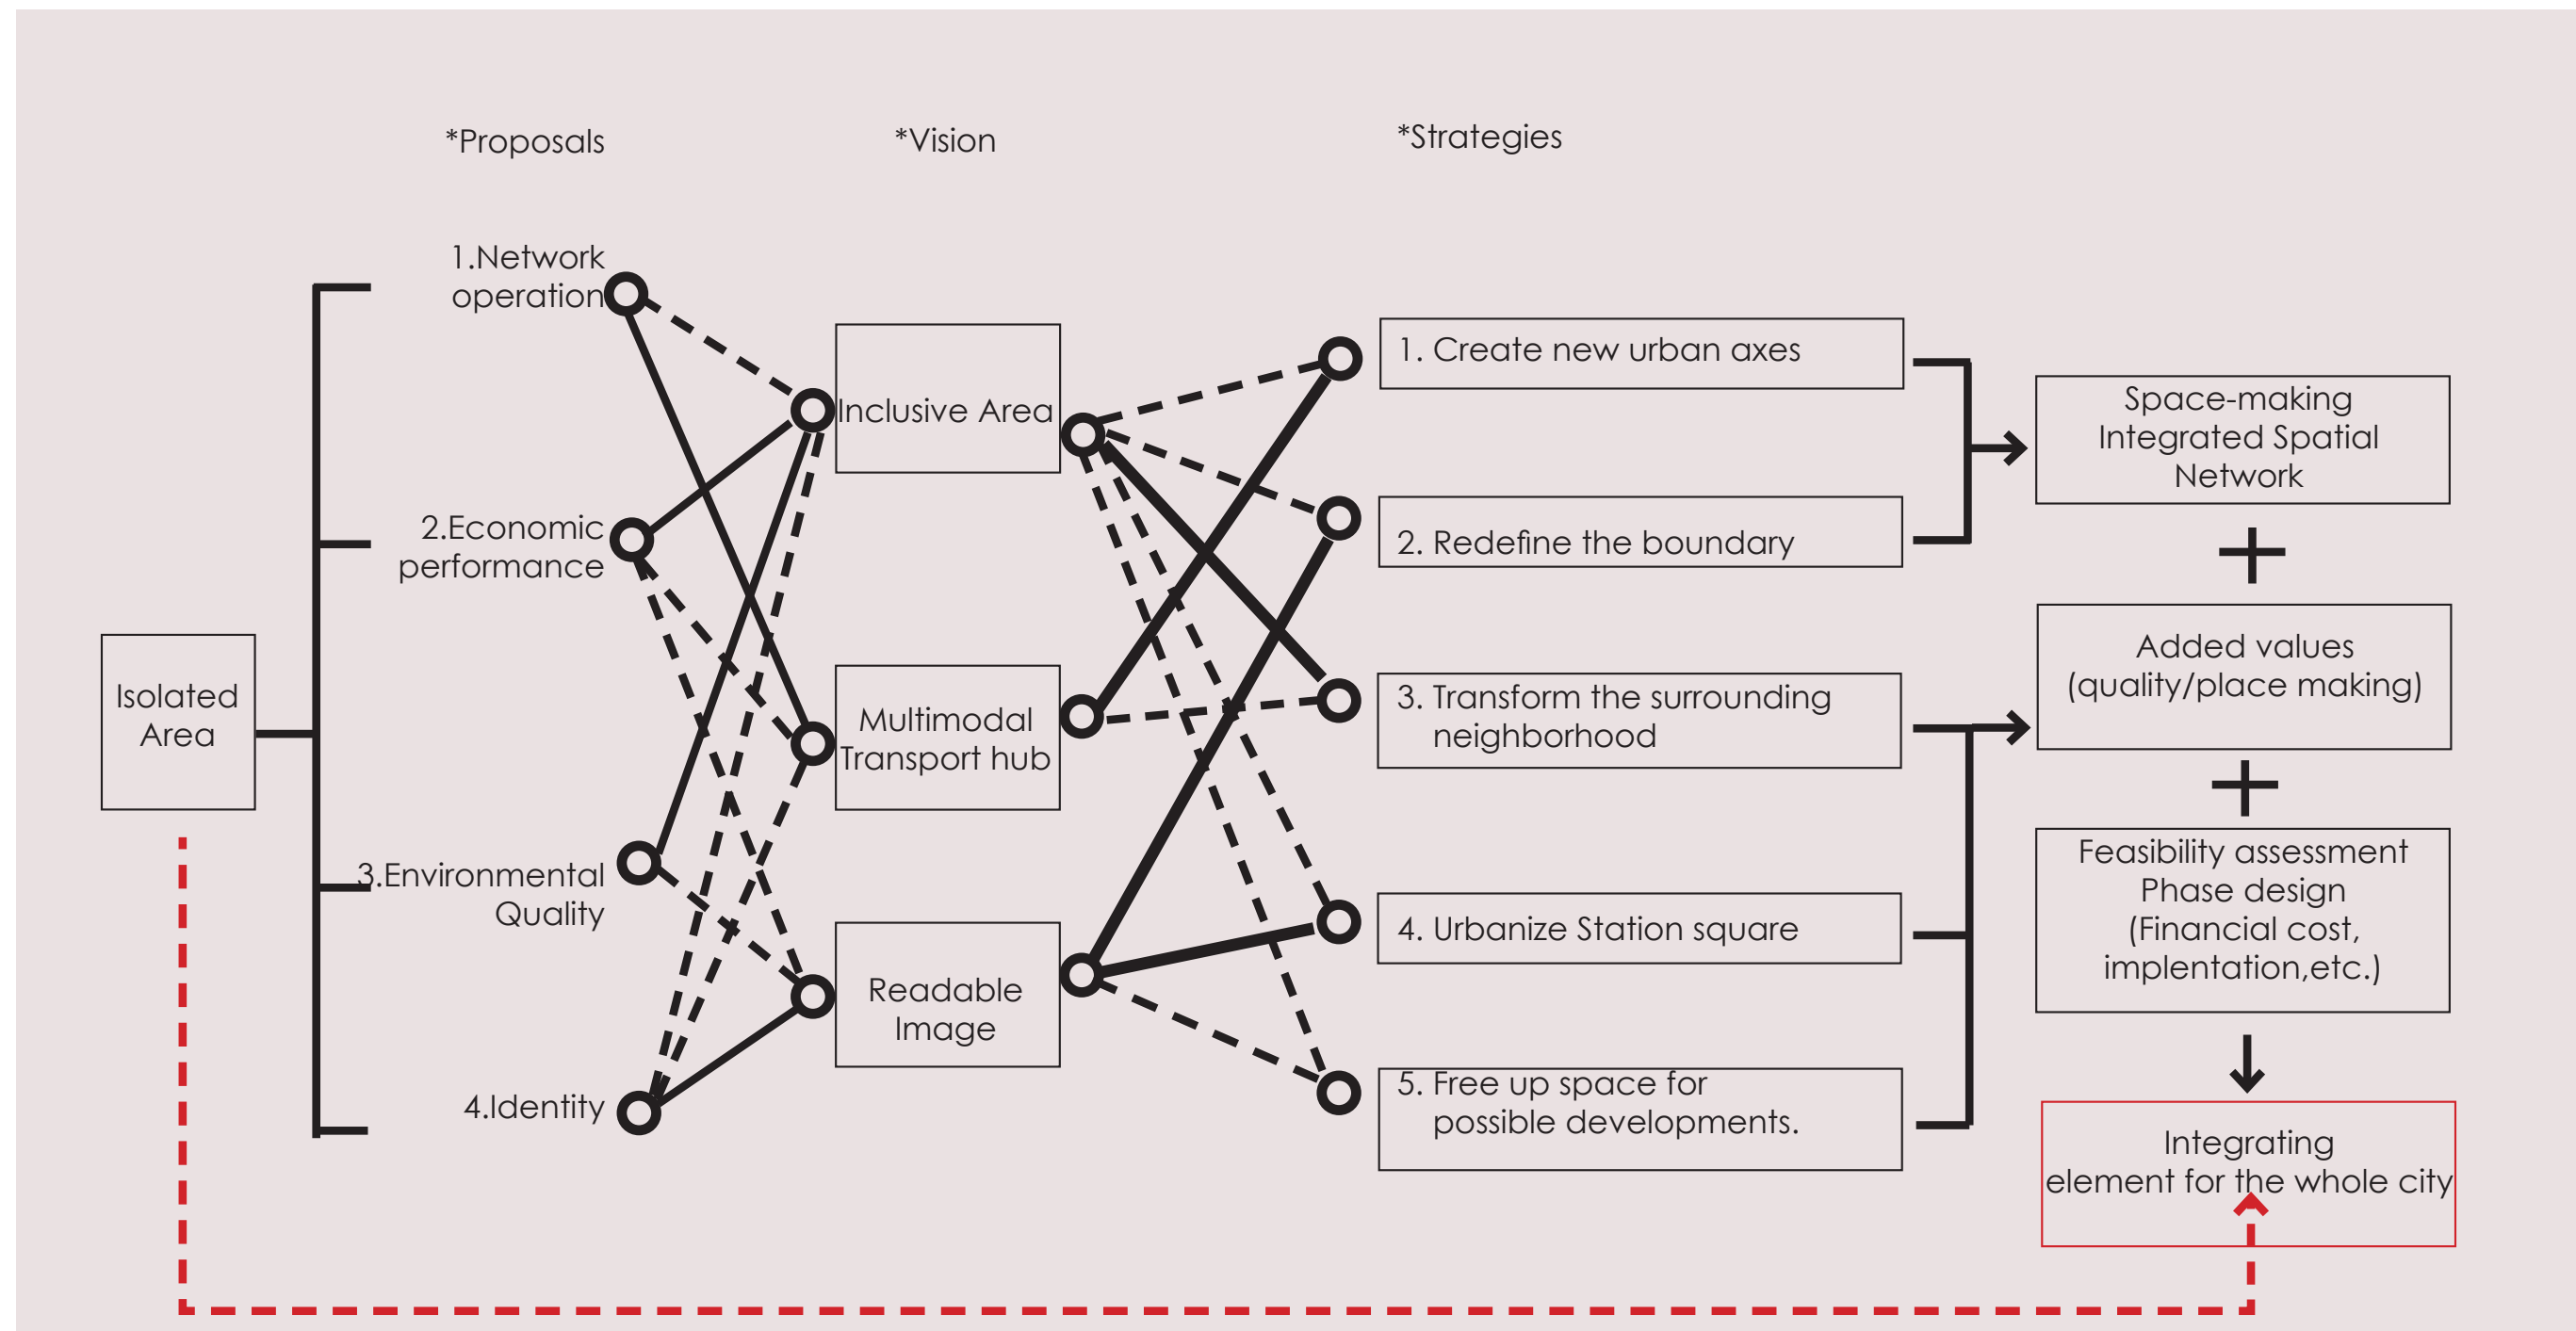 *Proposals
*Vision
*Strategies
Isolated
Area
1.Network
operation
2.Economic
performance
3.Environmental
Quality
4.Identity
Inclusive Area
Multimodal
Transport hub
Readable
Image
1. Create new urban axes
2. Redefine the boundary
3. Transform the surrounding
neighborhood
4. Urbanize Station square
5. Free up space for
possible developments.
Space-making
Integrated Spatial
Network
+
Added values
(quality/place making)
+
Feasibility assessment
Phase design
(Financial cost,
implentation,etc.)
Integrating
element for the whole city